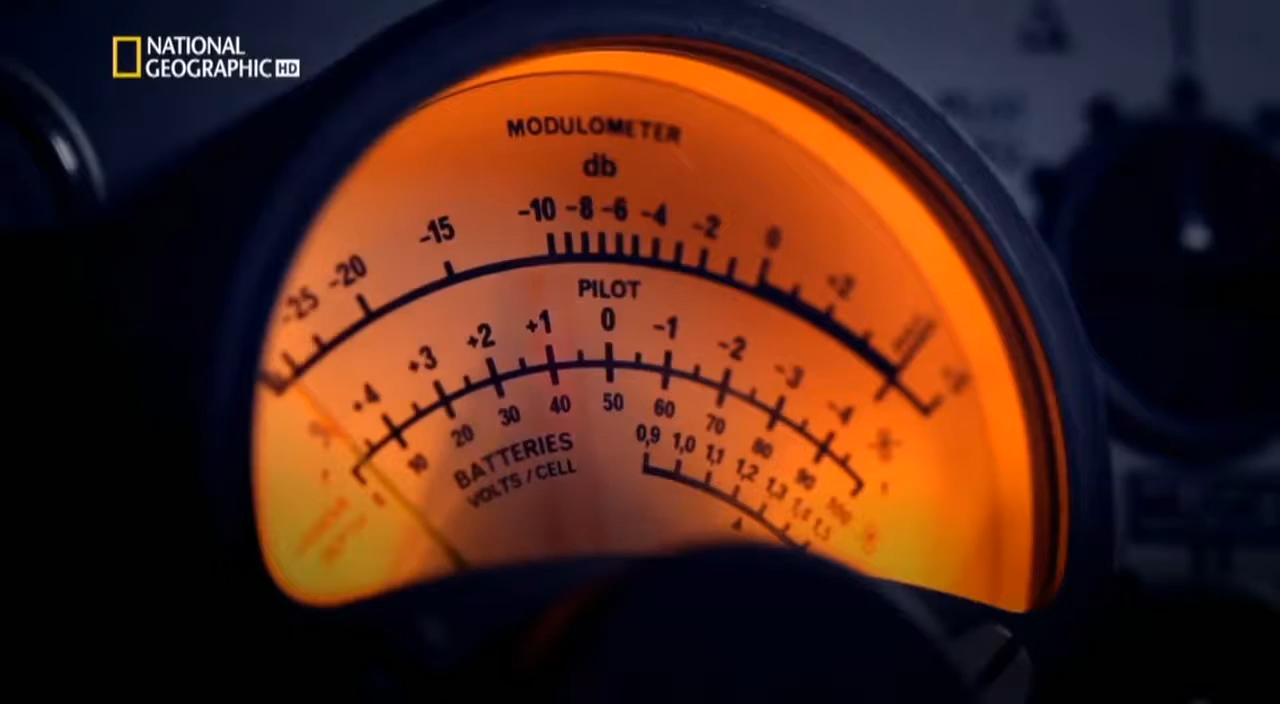 NATIONAL
GEOGRAPHIC HD
MODULOMETER
db
-25 -20 -15 -10 -8 -6 -4 -2 0
PILOT
+4 +3 +2 +1 0 -1 -2 -3 -4
10 20 30 40 50 60 70 80 90 100
BATTERIES
VOLTS / CELL
0,9 1,0 1,1 1,2 1,3 1,4 1,5